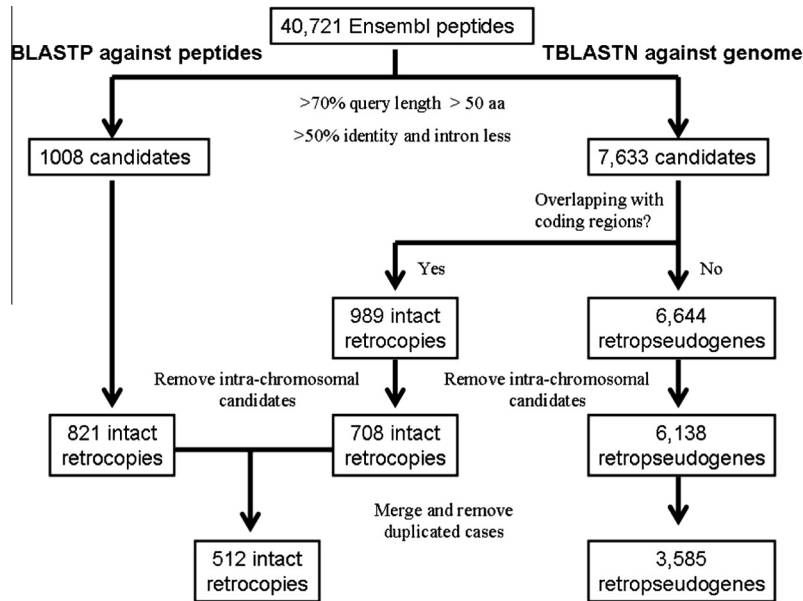 40,721 Ensembl peptides
BLASTP against peptides
TBLASTN against genome
>70% query length > 50 aa
>50% identity and intron less
1008 candidates
7,633 candidates
Overlapping with
coding regions?
Yes
No
989 intact
retrocopies
6,644
retropseudogenes
Remove intra-chromosomal
candidates
Remove intra-chromosomal
candidates
821 intact
retrocopies
708 intact
retrocopies
6,138
retropseudogenes
Merge and remove
duplicated cases
512 intact
retrocopies
3,585
retropseudogenes